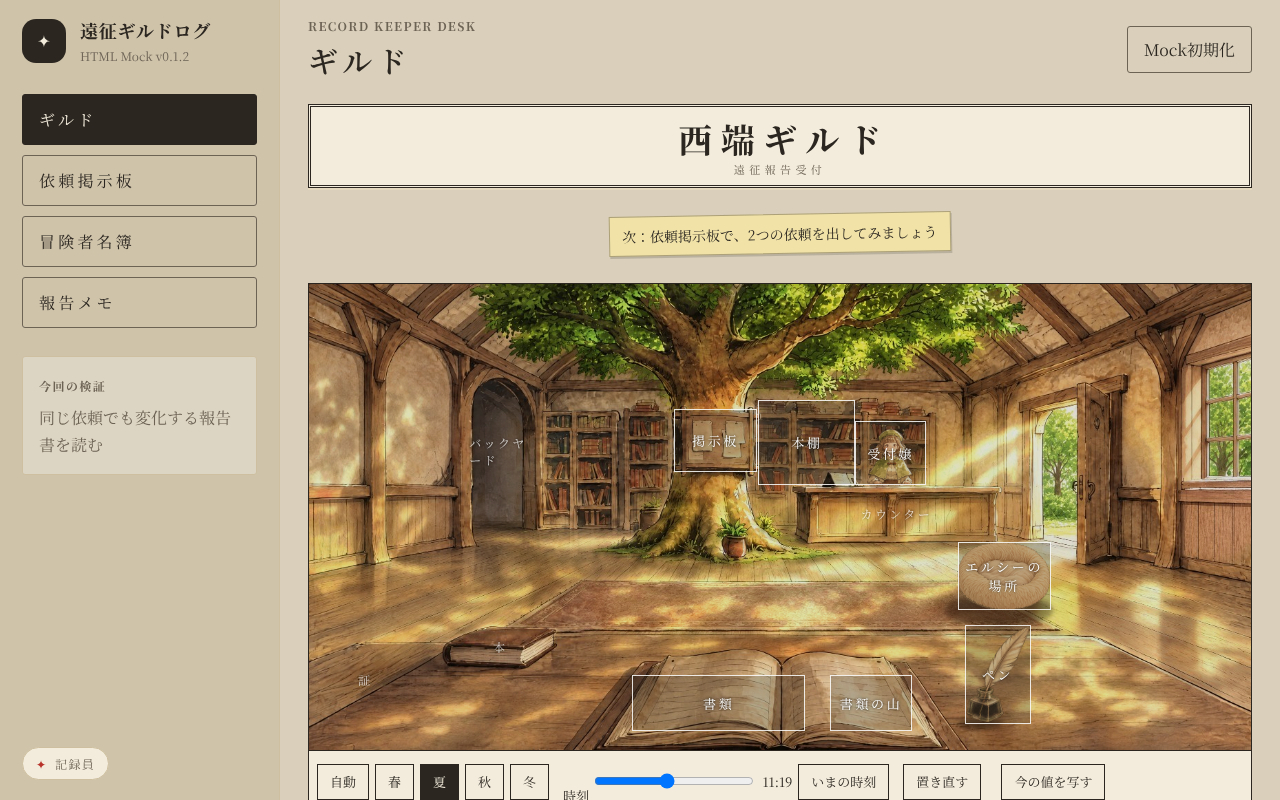 遠征ギルドログ
HTML Mock v0.1.2
ギルド
依頼掲示板
冒険者名簿
報告メモ
今回の検証
同じ依頼でも変化する報告
書を読む
記録員
RECORD KEEPER DESK
ギルド
Mock初期化
西端ギルド
遠征報告受付
次：依頼掲示板で、2つの依頼を出してみましょう
バックヤ
ード
掲示板
本棚
受付嬢
カウンター
エルシーの
場所
本
証
ペン
書類
書類の山
自動
春
夏
秋
冬
時刻
11:19
いまの時刻
置き直す
今の値を写す